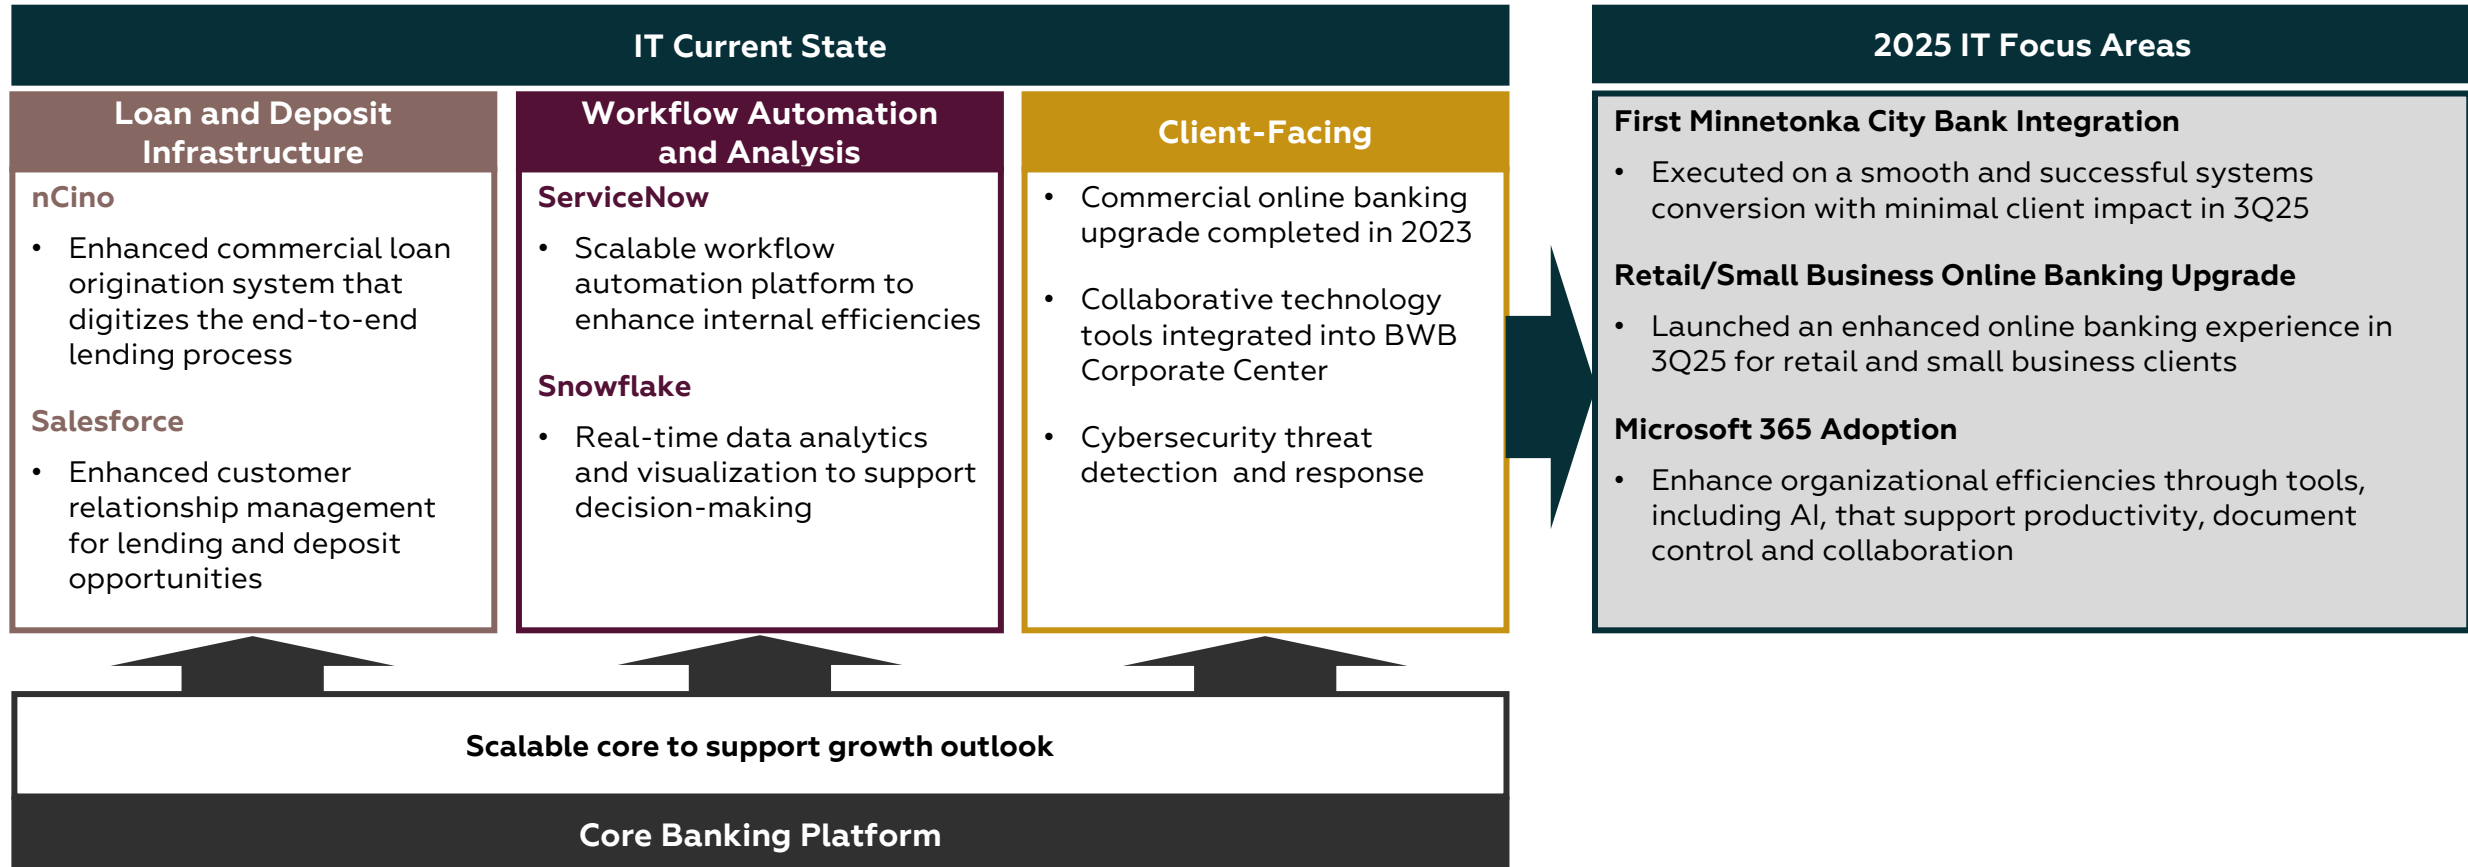 IT Current State
Loan and Deposit
Infrastructure
nCino
• Enhanced commercial loan
origination system that
digitizes the end-to-end
lending process
Salesforce
• Enhanced customer
relationship management
for lending and deposit
opportunities
Workflow Automation
and Analysis
ServiceNow
• Scalable workflow
automation platform to
enhance internal efficiencies
Snowflake
• Real-time data analytics
and visualization to support
decision-making
Client-Facing
• Commercial online banking
upgrade completed in 2023
• Collaborative technology
tools integrated into BWB
Corporate Center
• Cybersecurity threat
detection  and response
Scalable core to support growth outlook
Core Banking Platform
2025 IT Focus Areas
First Minnetonka City Bank Integration
• Executed on a smooth and successful systems
conversion with minimal client impact in 3Q25
Retail/Small Business Online Banking Upgrade
• Launched an enhanced online banking experience in
3Q25 for retail and small business clients
Microsoft 365 Adoption
• Enhance organizational efficiencies through tools,
including AI, that support productivity, document
control and collaboration